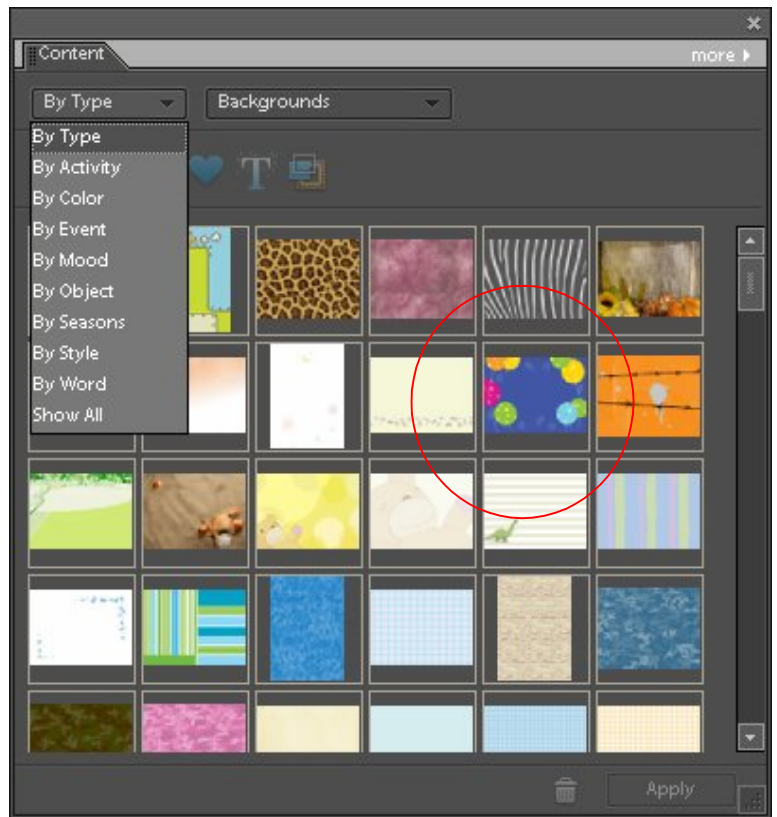 Content
more
By Type
Backgrounds
By Type
By Activity
By Color
By Event
By Mood
By Object
By Seasons
By Style
By Word
Show All
T
Apply